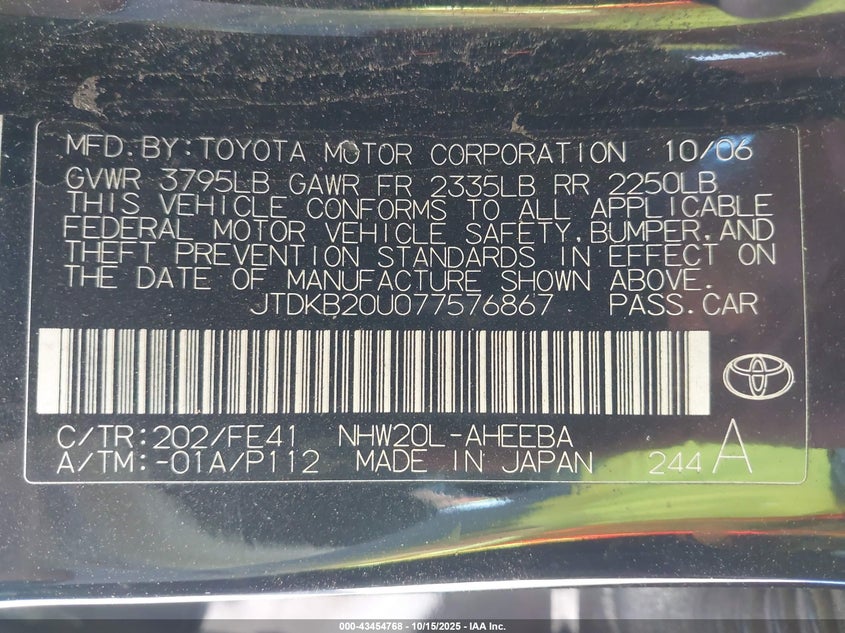 MFD.BY:TOYOTA MOTOR CORPORATION 10/06
GVWR 3795LB GAWR FR 2335LB RR 2250LB
THIS VEHICLE CONFORMS TO ALL APPLICABLE
FEDERAL MOTOR VEHICLE SAFETY,BUMPER,AND
THEFT PREVENTION STANDARDS IN EFFECT ON
THE DATE OF MANUFACTURE SHOWN ABOVE.
JTDKB20U077576867 PASS.CAR
C/TR:202/FE41 NHW20L-AHEEBA
A/TM:-01A/P112 MADE IN JAPAN 244 A
000-43454768 - 10/15/2025 - IAA Inc.